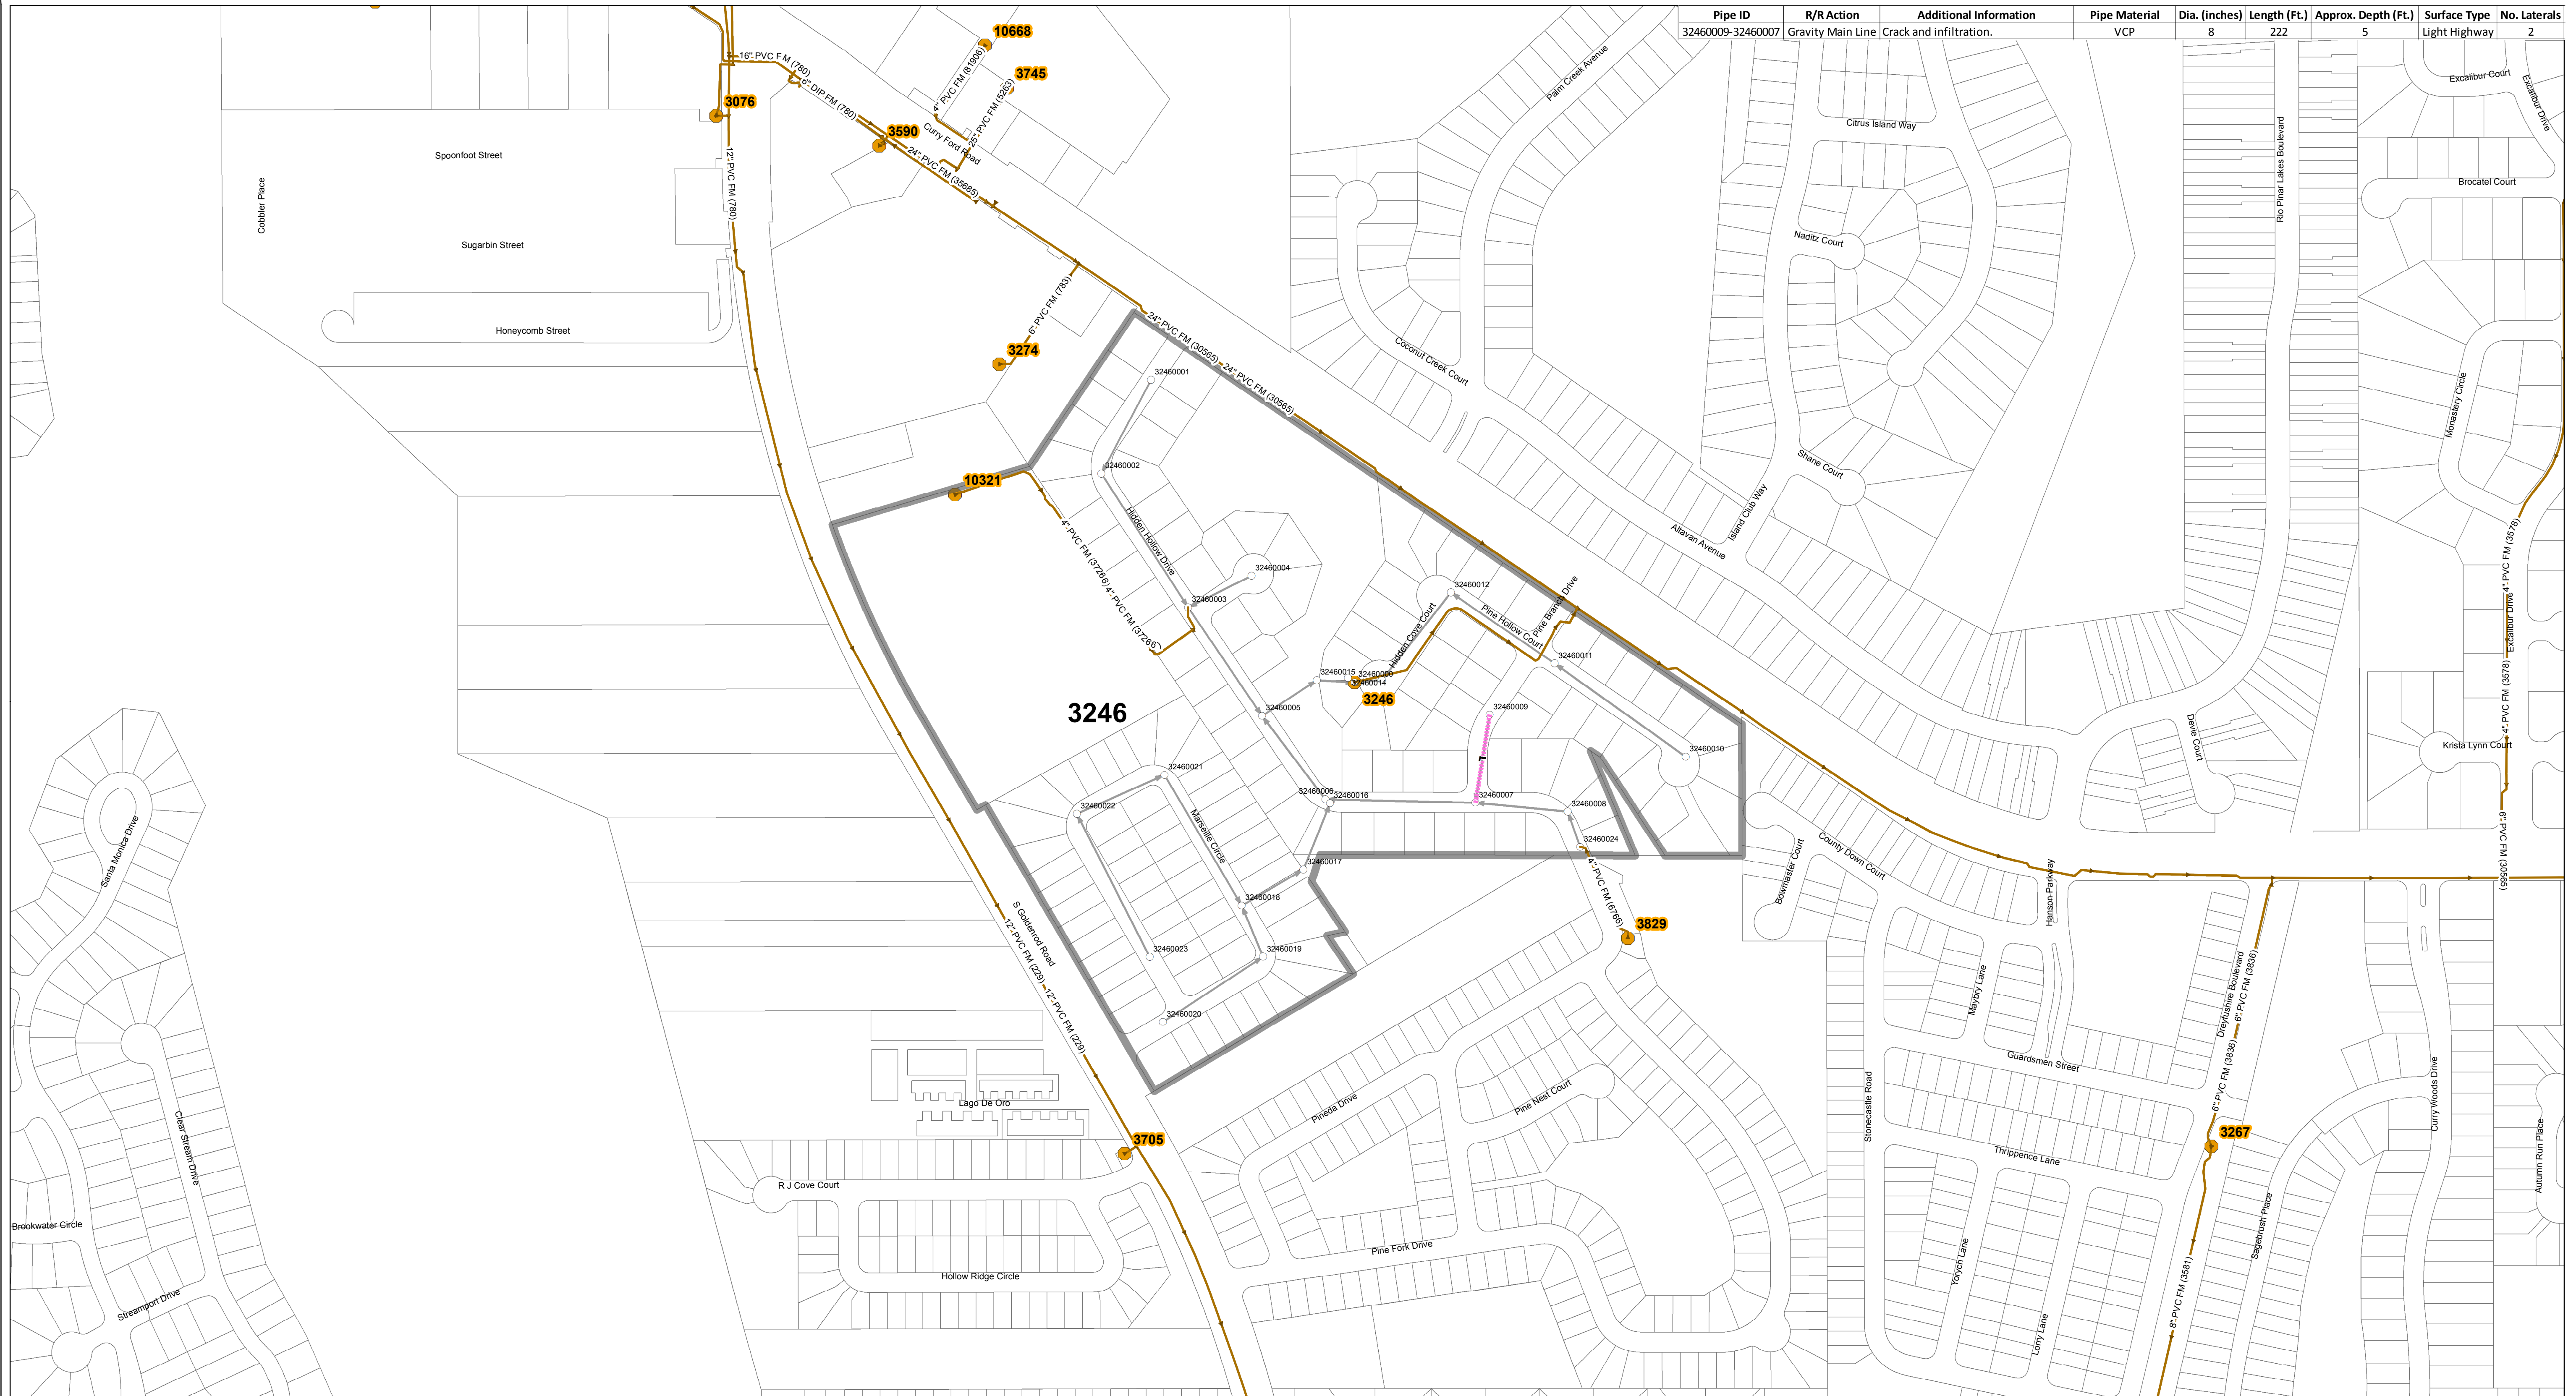 Pipe ID R/R Action Additional Information Pipe Material Dia. (inches) Length (Ft.) Approx. Depth (Ft.) Surface Type No. Laterals
32460009-32460007 Gravity Main Line Crack and infiltration. VCP 8 222 5 Light Highway 2
10668
16" PVC FM (780)
6" DIP FM (780)
4" PVC FM (81906)
3745
25" PVC FM (5263)
3076
3590
Curry Ford Road
24" PVC FM (35685)
12" PVC FM (780)
Spoonfoot Street
Cobbler Place
Sugarbin Street
Honeycomb Street
6" PVC FM (783)
3274
24" PVC FM (30565)
24" PVC FM (30565)
Palm Creek Avenue
Citrus Island Way
Naditz Court
Coconut Creek Court
Shane Court
Island Club Way
Altavan Avenue
Rio Pinar Lakes Boulevard
Excalibur Court
Excalibur Drive
Brocatel Court
Monastery Circle
4" PVC FM (3578)
Excalibur Drive
4" PVC FM (3578)
Krista Lynn Court
Devie Court
6" PVC FM (30565)
32460001
32460002
10321
Hidden Hollow Drive
4" PVC FM (37266)
4" PVC FM (37266)
32460004
32460003
32460012
Pine Branch Drive
Pine Hollow Court
Hidden Cove Court
32460011
32460015
32460000
32460014
3246
3246
32460005
32460009
32460010
1
32460021
32460022
32460006
32460016
32460007
32460008
Marseille Circle
32460024
32460017
4" PVC FM (6766)
32460018
3829
32460023
32460019
32460020
S Goldenrod Road
12" PVC FM (229)
12" PVC FM (229)
Bowmaster Court
County Down Court
Hanson Parkway
Maybry Lane
Dreyfushire Boulevard
6" PVC FM (3836)
6" PVC FM (3836)
Guardsmen Street
Stonecastle Road
Thrippence Lane
3267
Yorych Lane
Lorry Lane
8" PVC FM (3581)
Sagebrush Place
Curry Woods Drive
Autumn Run Place
Santa Monica Drive
Clear Stream Drive
Brookwater Circle
Streamport Drive
Lago De Oro
3705
R J Cove Court
Hollow Ridge Circle
Pineda Drive
Pine Nest Court
Pine Fork Drive